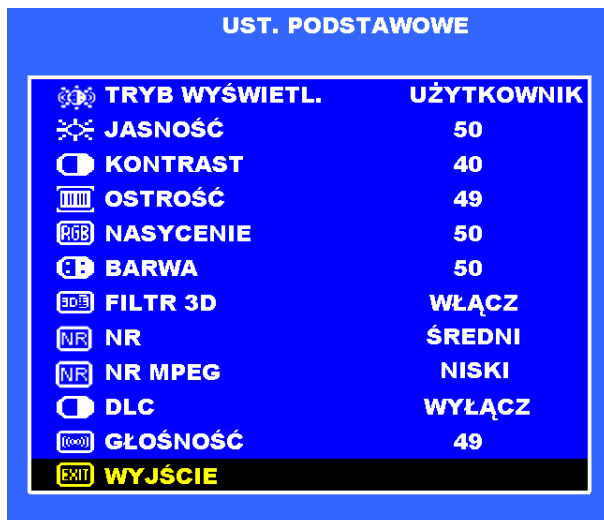 UST. PODSTAWOWE
TRYB WYŚWIETL. UŻYTKOWNIK
JASNOŚĆ 50
KONTRAST 40
OSTROŚĆ 49
RGB NASYCENIE 50
BARWA 50
3D FILTR 3D WŁĄCZ
NR NR ŚREDNI
NR NR MPEG NISKI
DLC WYŁĄCZ
GŁOŚNOŚĆ 49
EXIT WYJŚCIE